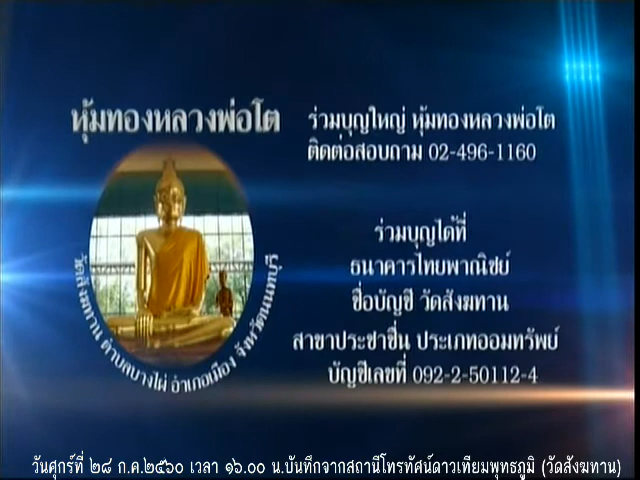 หุ้มทองหลวงพ่อโต
ร่วมบุญใหญ่ หุ้มทองหลวงพ่อโต
ติดต่อสอบถาม 02-496-1160
ร่วมบุญได้ที่
ธนาคารไทยพาณิชย์
ชื่อบัญชี วัดสังฆทาน
สาขาประชาชื่น ประเภทออมทรัพย์
บัญชีเลขที่ 092-2-50112-4
วัดสังฆทาน ตำบลบางไผ่ อำเภอเมือง จังหวัดนนทบุรี
วันศุกร์ที่ ๒๘ ก.ค.๒๕๖๐ เวลา ๑๖.๐๐ น.บันทึกจากสถานีโทรทัศน์ดาวเทียมพุทธภูมิ (วัดสังฆทาน)